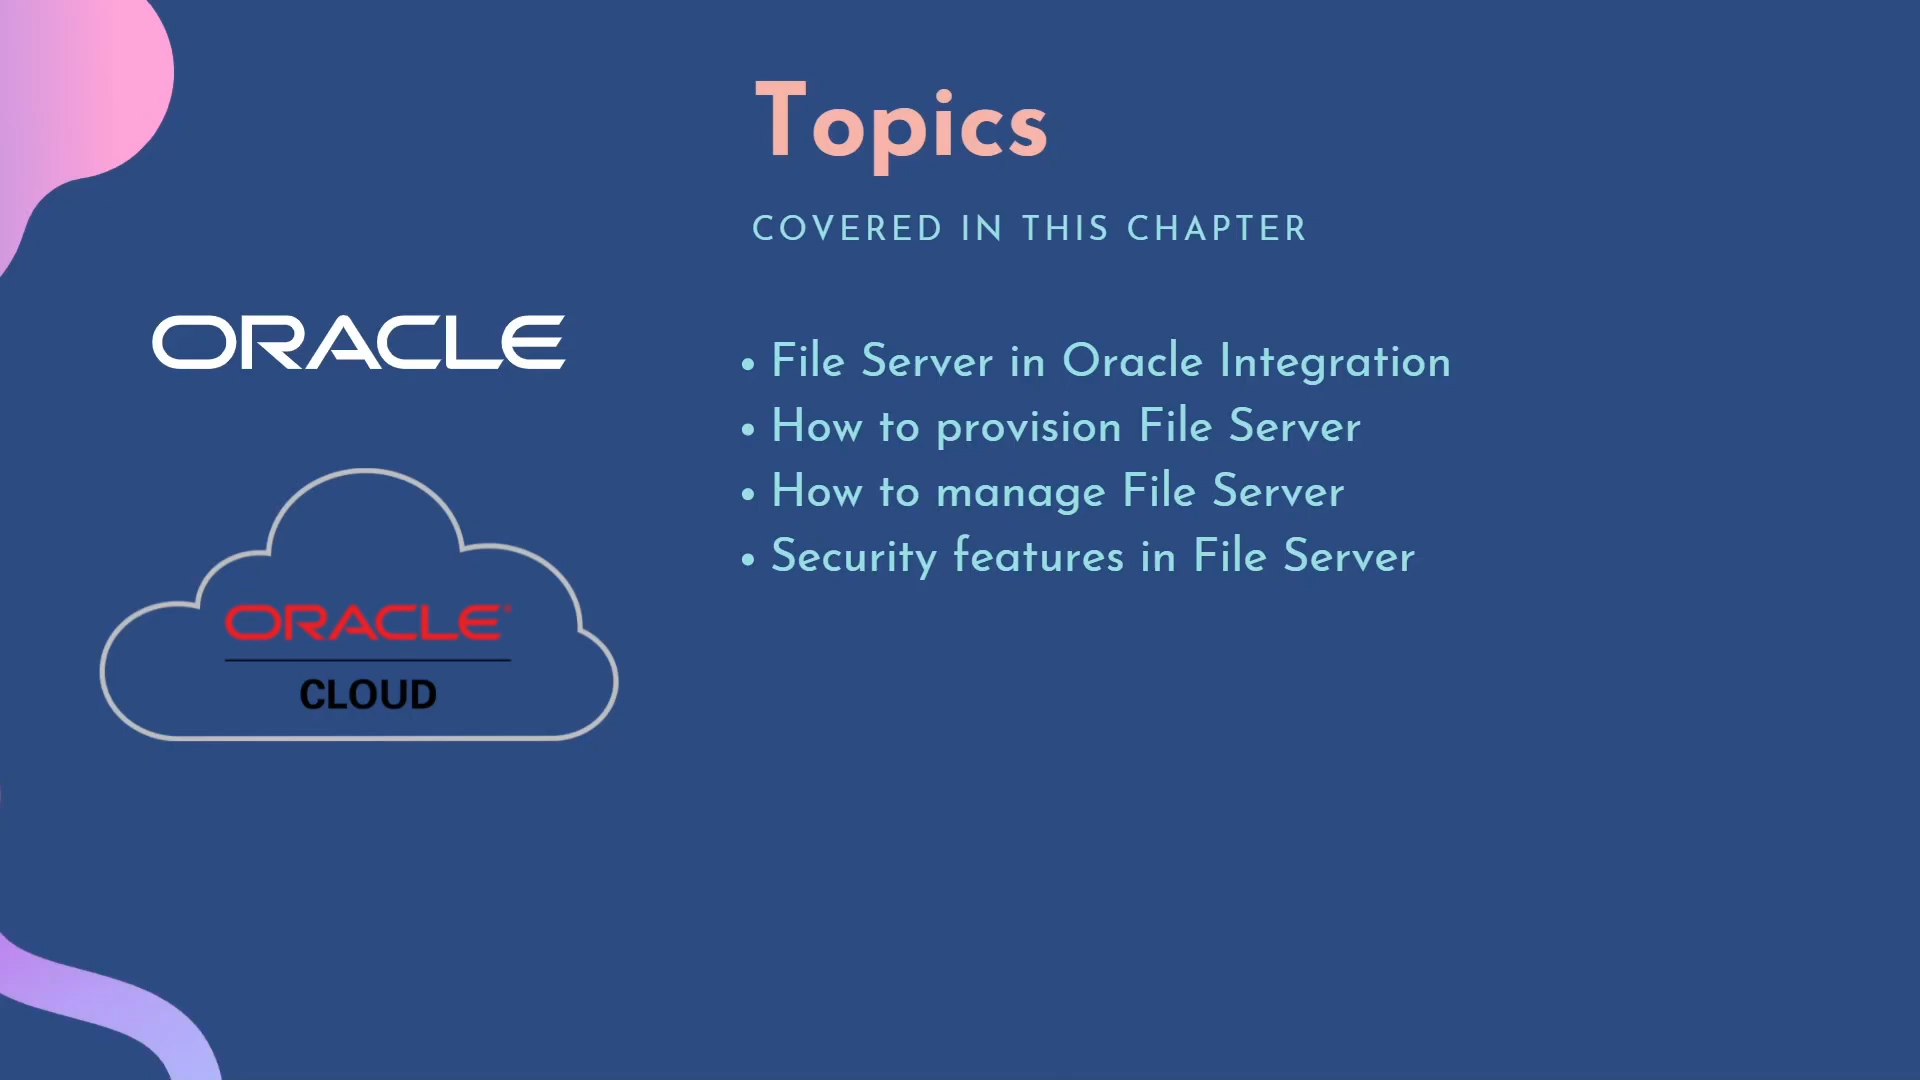 Topics
COVERED IN THIS CHAPTER
ORACLE
• File Server in Oracle Integration
• How to provision File Server
• How to manage File Server
• Security features in File Server
ORACLE
CLOUD